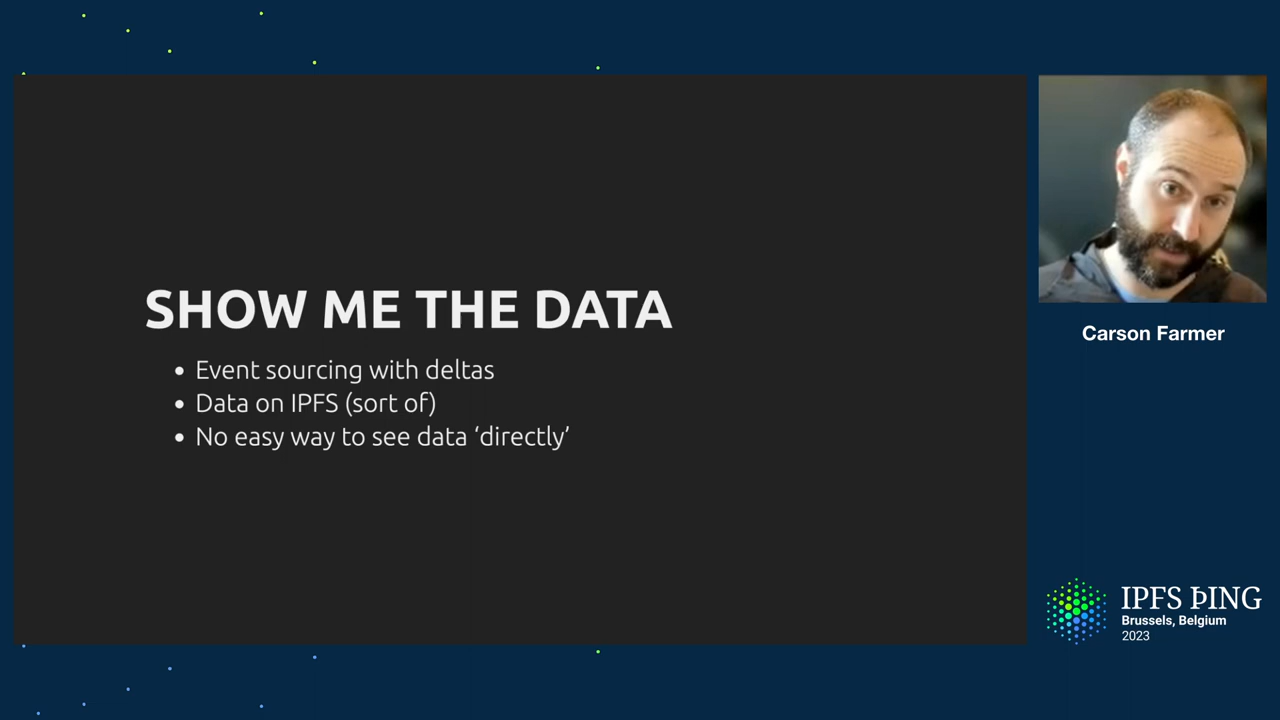 SHOW ME THE DATA
• Event sourcing with deltas
• Data on IPFS (sort of)
• No easy way to see data ‘directly’
Carson Farmer
IPFS ÞING
Brussels, Belgium
2023